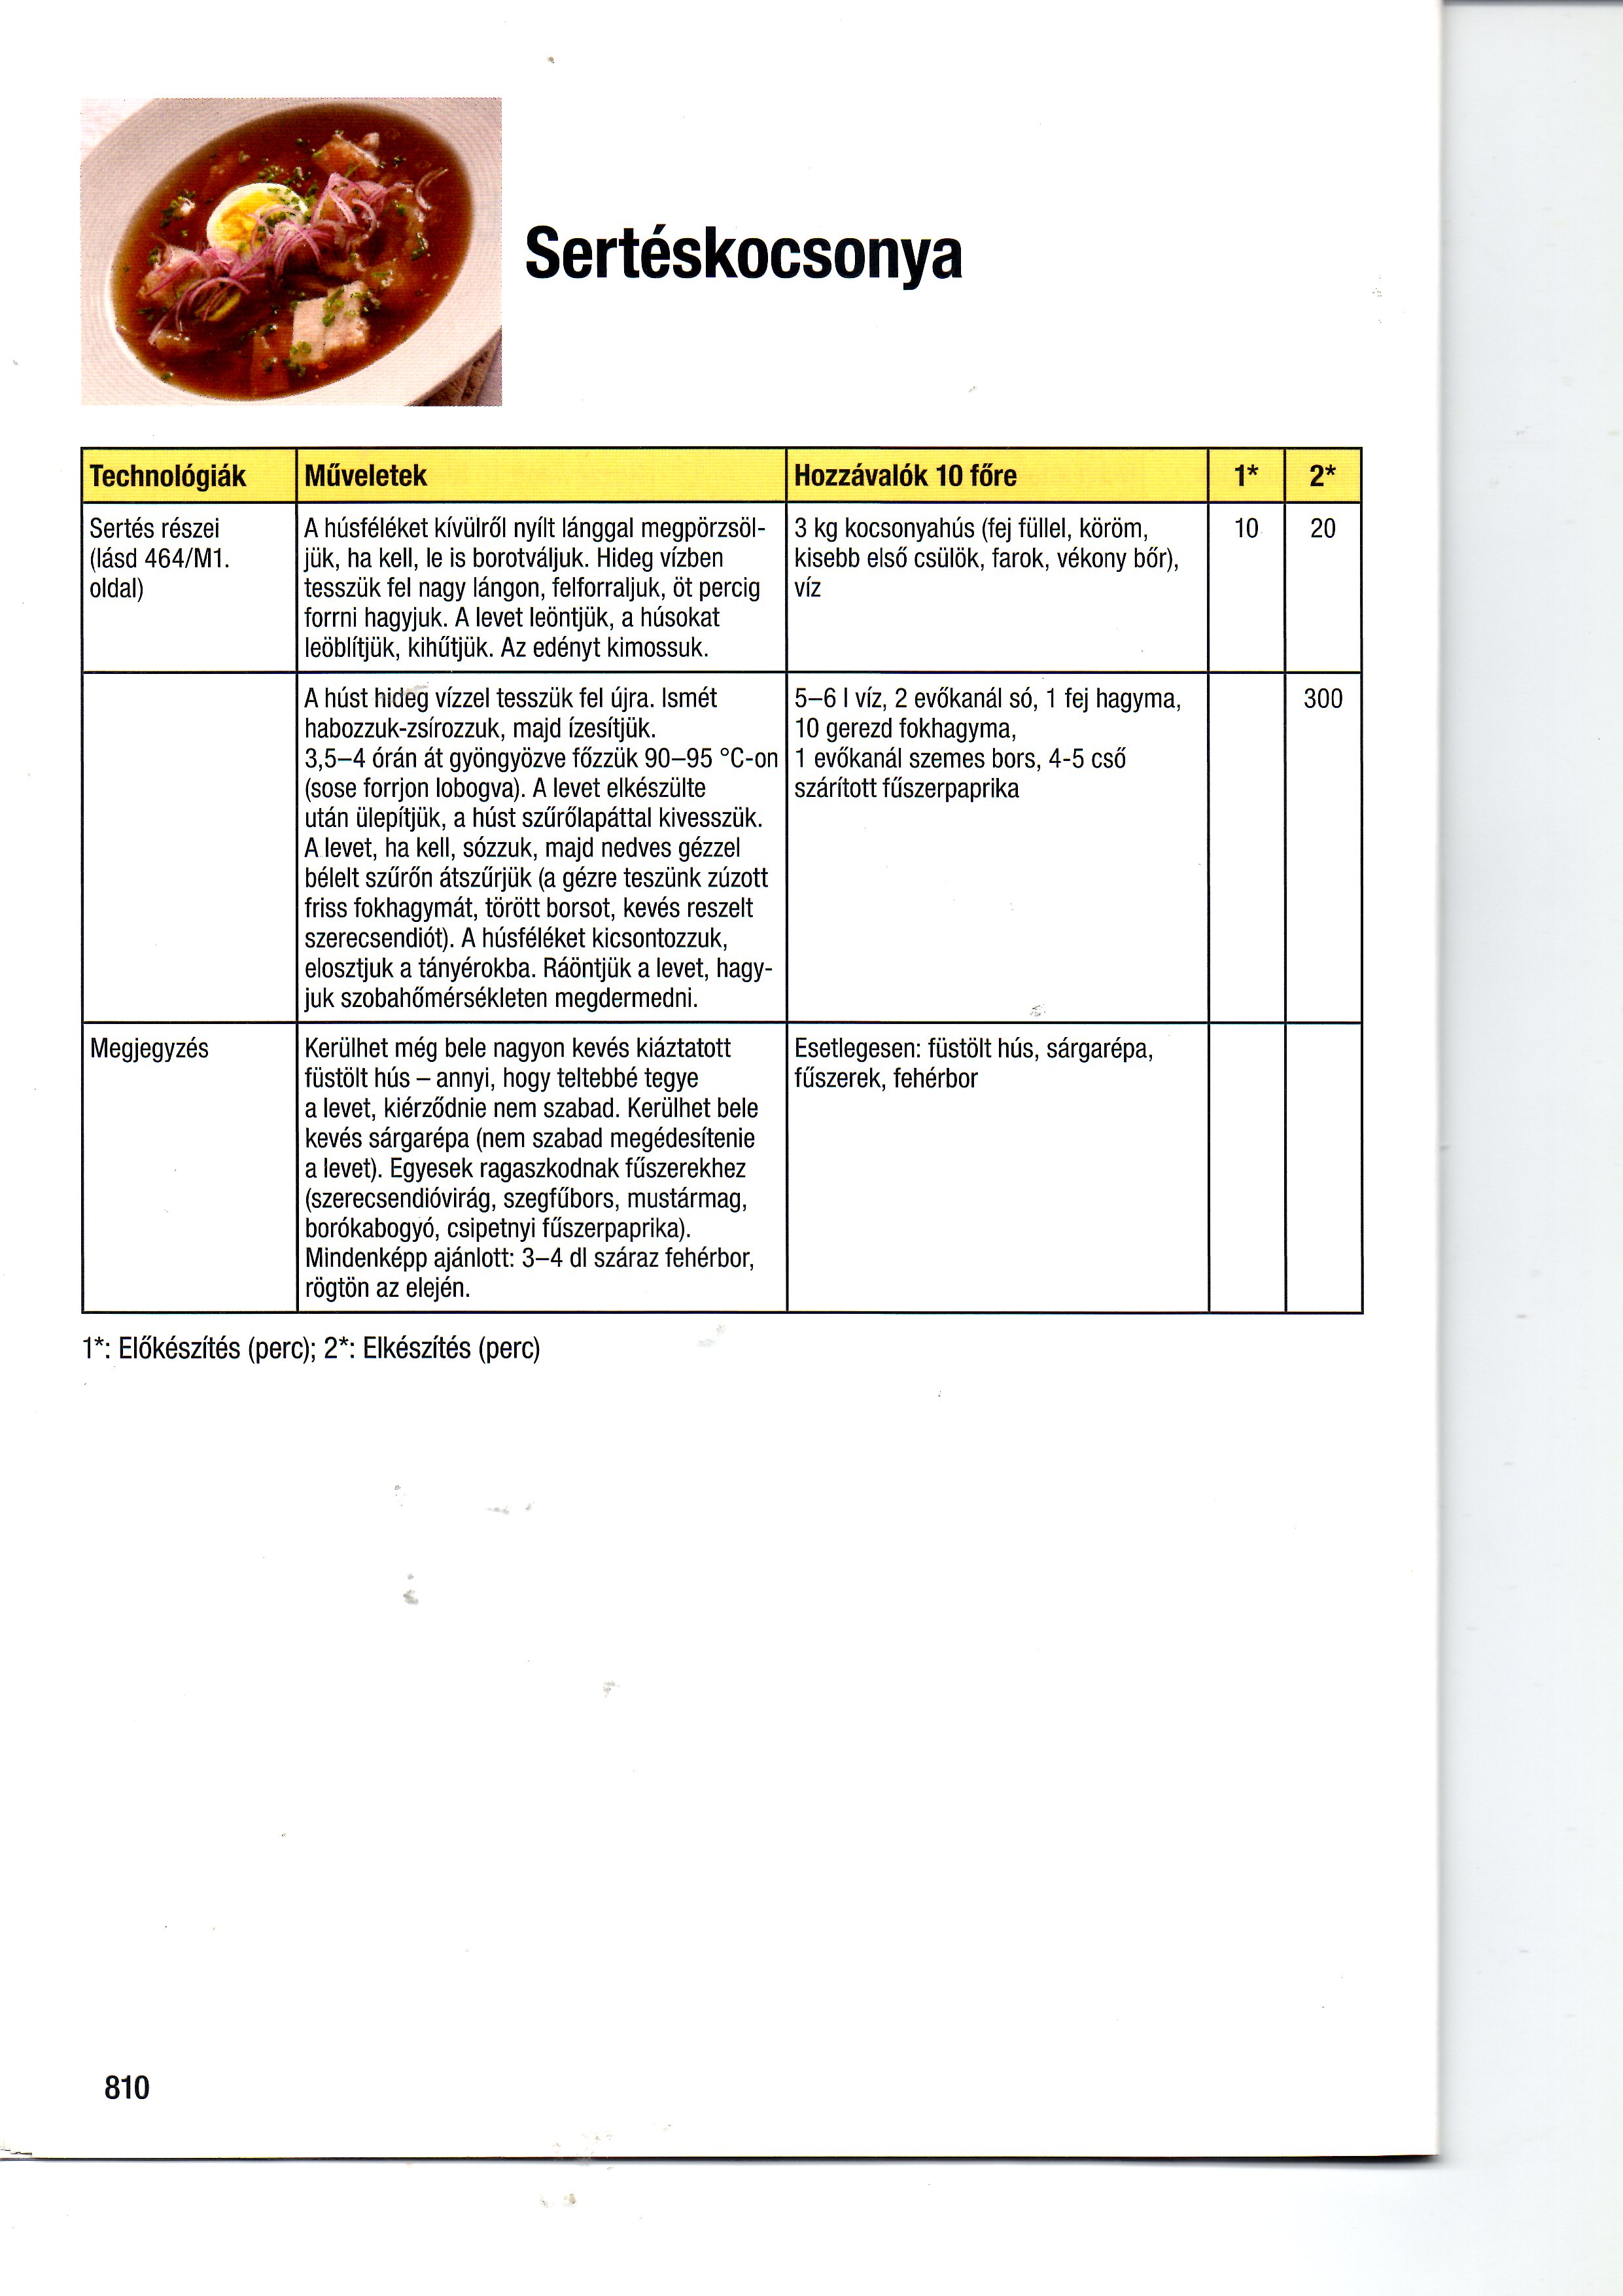 Sertéskocsonya
Technológiák
Műveletek
Hozzávalók 10 főre
1*
2*
Sertés részei
(lásd 464/M1.
oldal)
A húsféléket kívülről nyílt lánggal megpörzsöl-
jük, ha kell, le is borotváljuk. Hideg vízben
tesszük fel nagy lángon, felforraljuk, öt percig
forrni hagyjuk. A levet leöntjük, a húsokat
leöblítjük, kihűtjük. Az edényt kimossuk.
3 kg kocsonyahús (fej füllel, köröm,
kisebb első csülök, farok, vékony bőr),
víz
10
20
A húst hideg vízzel tesszük fel újra. Ismét
habozzuk-zsírozzuk, majd ízesítjük.
3,5–4 órán át gyöngyözve főzzük 90–95 °C-on
(sose forrjon lobogva). A levet elkészülte
után ülepítjük, a húst szűrőlapáttal kivesszük.
A levet, ha kell, sózzuk, majd nedves gézzel
bélelt szűrőn átszűrjük (a gézre teszünk zúzott
friss fokhagymát, törött borsot, kevés reszelt
szerecsendiót). A húsféléket kicsontozzuk,
elosztjuk a tányérokba. Ráöntjük a levet, hagy-
juk szobahőmérsékleten megdermedni.
5–6 l víz, 2 evőkanál só, 1 fej hagyma,
10 gerezd fokhagyma,
1 evőkanál szemes bors, 4-5 cső
szárított fűszerpaprika
300
Megjegyzés
Kerülhet még bele nagyon kevés kiáztatott
füstölt hús – annyi, hogy teltebbé tegye
a levet, kiérződnie nem szabad. Kerülhet bele
kevés sárgarépa (nem szabad megédesítenie
a levet). Egyesek ragaszkodnak fűszerekhez
(szerecsendióvirág, szegfűbors, mustármag,
borókabogyó, csipetnyi fűszerpaprika).
Mindenképp ajánlott: 3–4 dl száraz fehérbor,
rögtön az elején.
Esetlegesen: füstölt hús, sárgarépa,
fűszerek, fehérbor
1*: Előkészítés (perc); 2*: Elkészítés (perc)
810